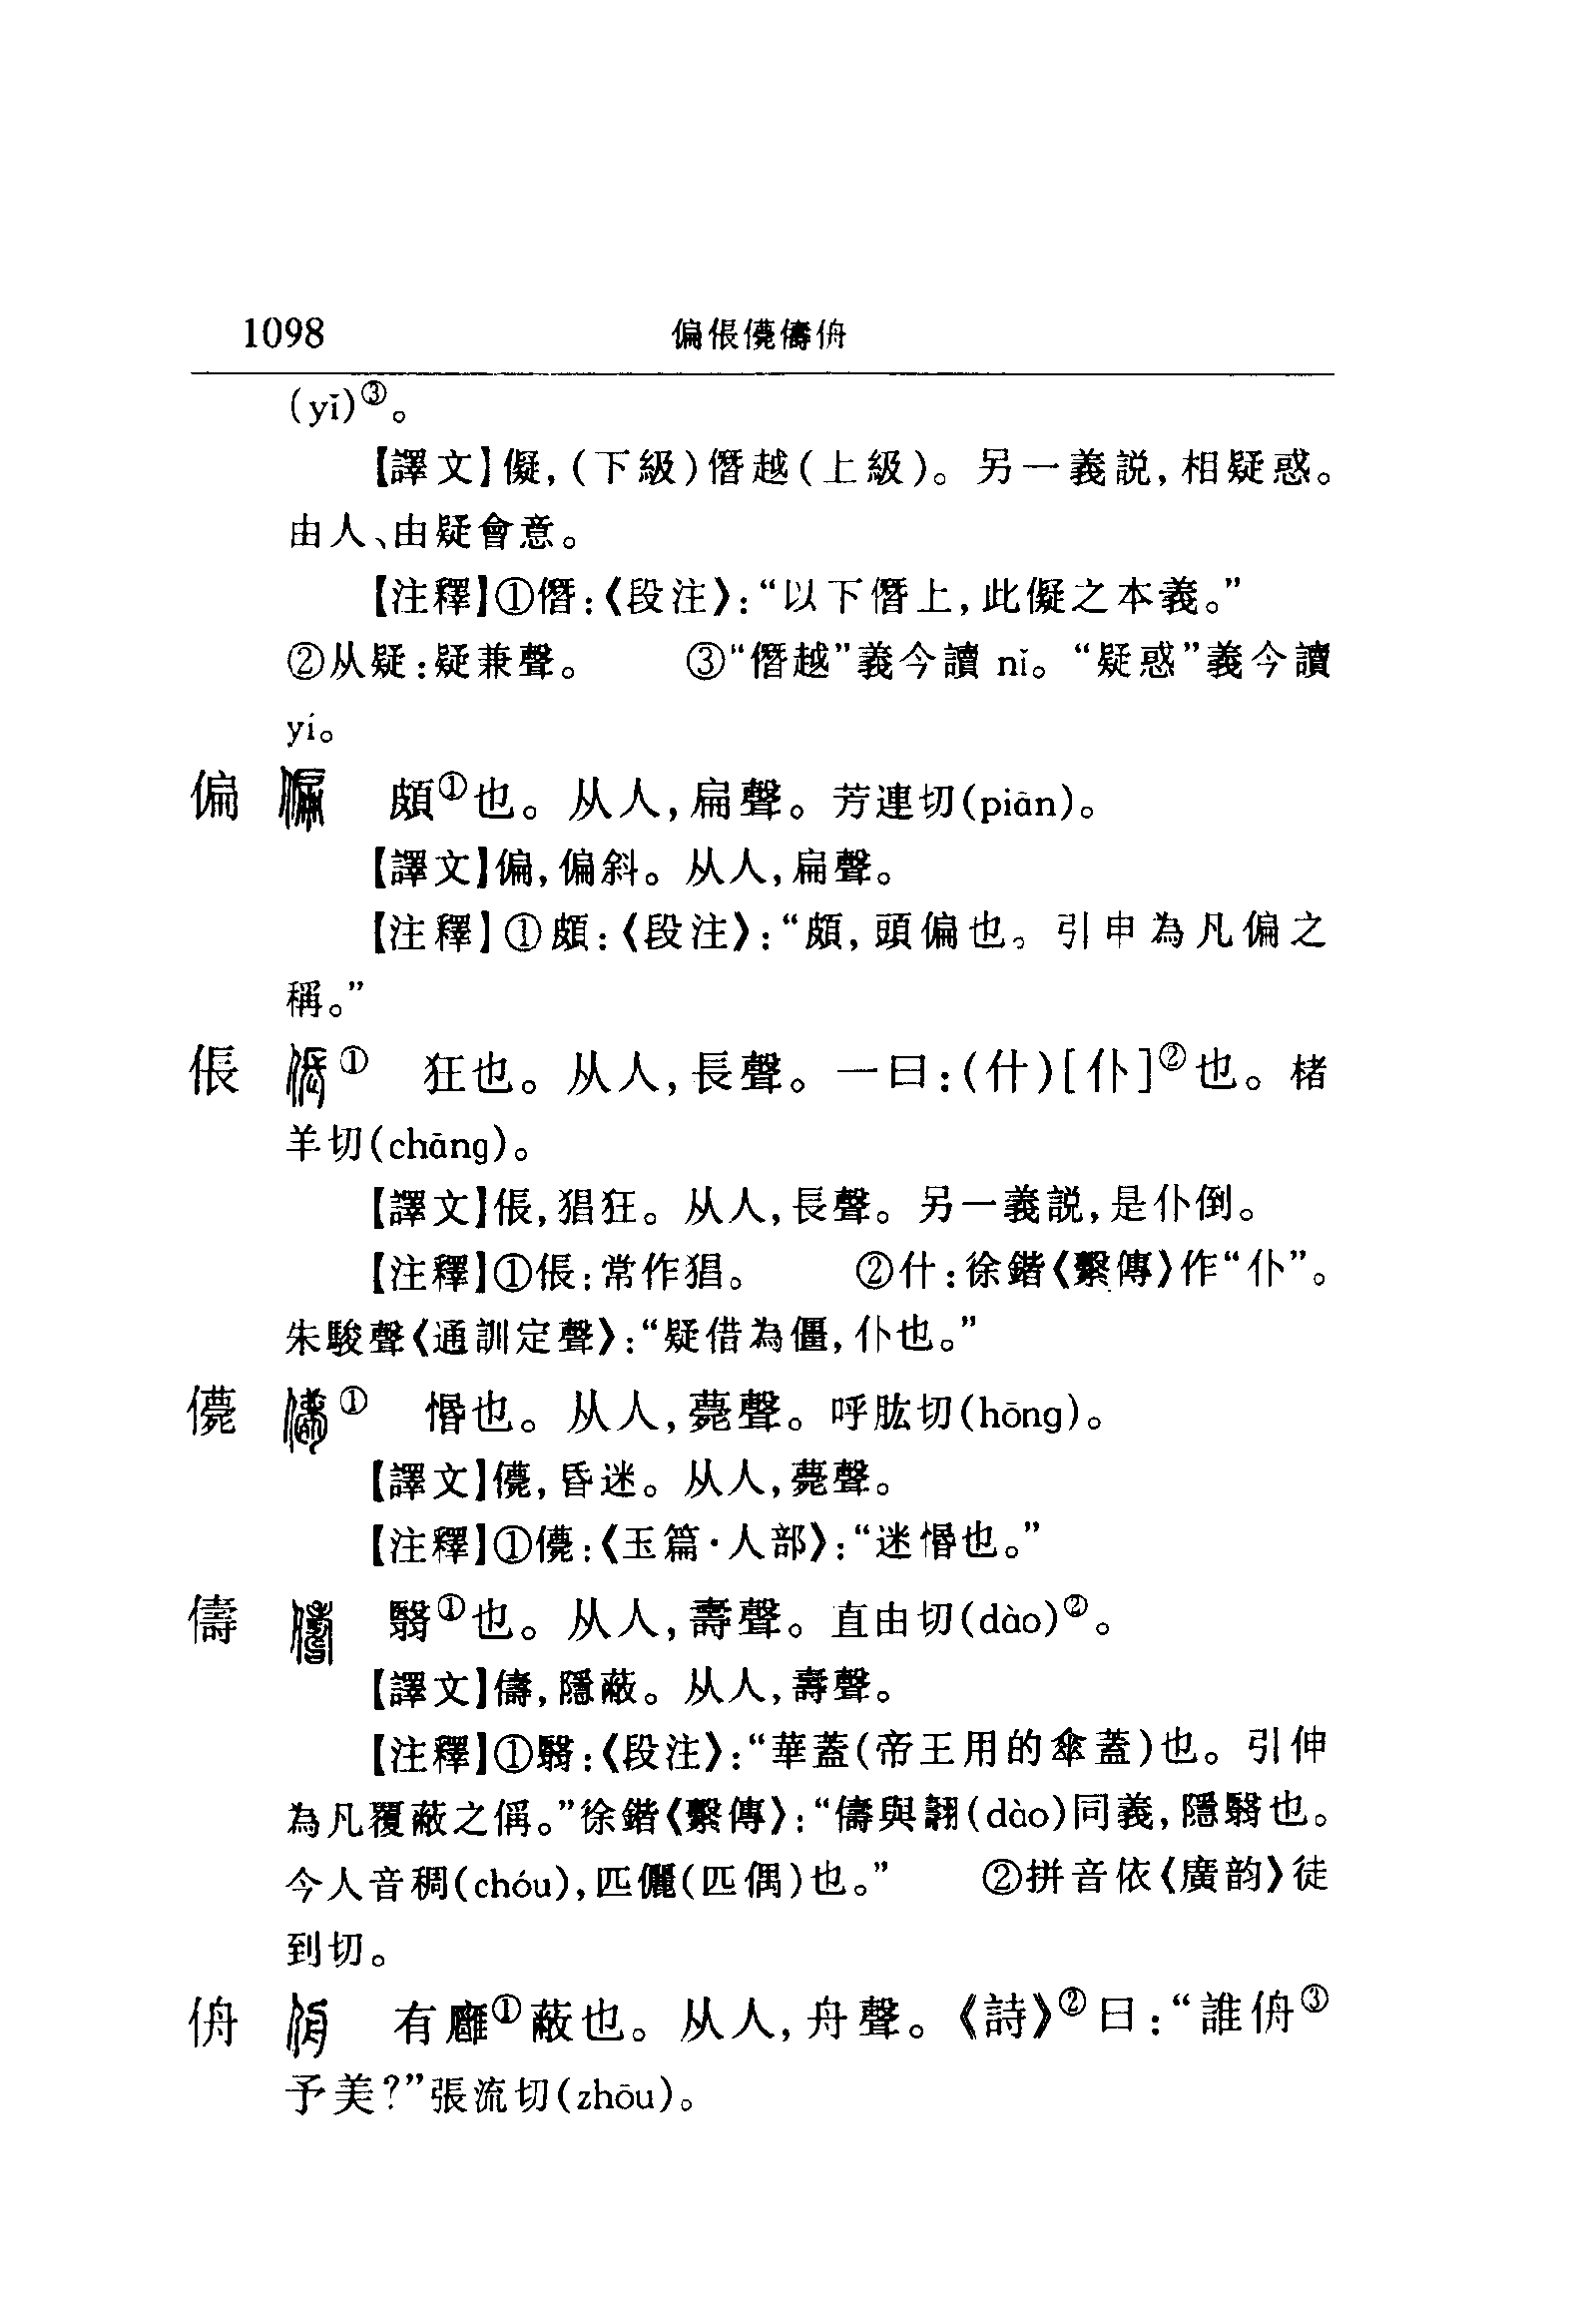 1098 偏倀儚儔侜
(yǐ)③。
【譯文】儗,(下級)僭越(上級)。另一義説,相疑惑。
由人、由疑會意。
【注釋】①僭:《段注》:“以下僭上,此儗之本義。”
②从疑:疑兼聲。 ③“僭越”義今讀 nǐ。“疑惑”義今讀
yí。
偏 頗①也。从人,扁聲。芳連切(piān)。
【譯文】偏,偏斜。从人,扁聲。
【注釋】①頗:《段注》:“頗,頭偏也。引申為凡偏之
稱。”
倀 ① 狂也。从人,長聲。一曰:(什)[仆]②也。楮
羊切(chāng)。
【譯文】倀,猖狂。从人,長聲。另一義説,是仆倒。
【注釋】①倀:常作猖。 ②什:徐鍇《繫傳》作“仆”。
朱駿聲《通訓定聲》:“疑借為僵,仆也。”
儚 ① 惽也。从人,薨聲。呼肱切(hōng)。
【譯文】儚,昏迷。从人,薨聲。
【注釋】①儚:《玉篇·人部》:“迷惽也。”
儔 翳①也。从人,壽聲。直由切(dào)②。
【譯文】儔,隱蔽。从人,壽聲。
【注釋】①翳:《段注》:“華蓋(帝王用的傘蓋)也。引伸
為凡覆蔽之偁。”徐鍇《繫傳》:“儔與翿(dào)同義,隱翳也。
今人音稠(chóu),匹儷(匹偶)也。” ②拼音依《廣韵》徒
到切。
侜 有廱①蔽也。从人,舟聲。《詩》②曰:“誰侜③
予美?”張流切(zhōu)。